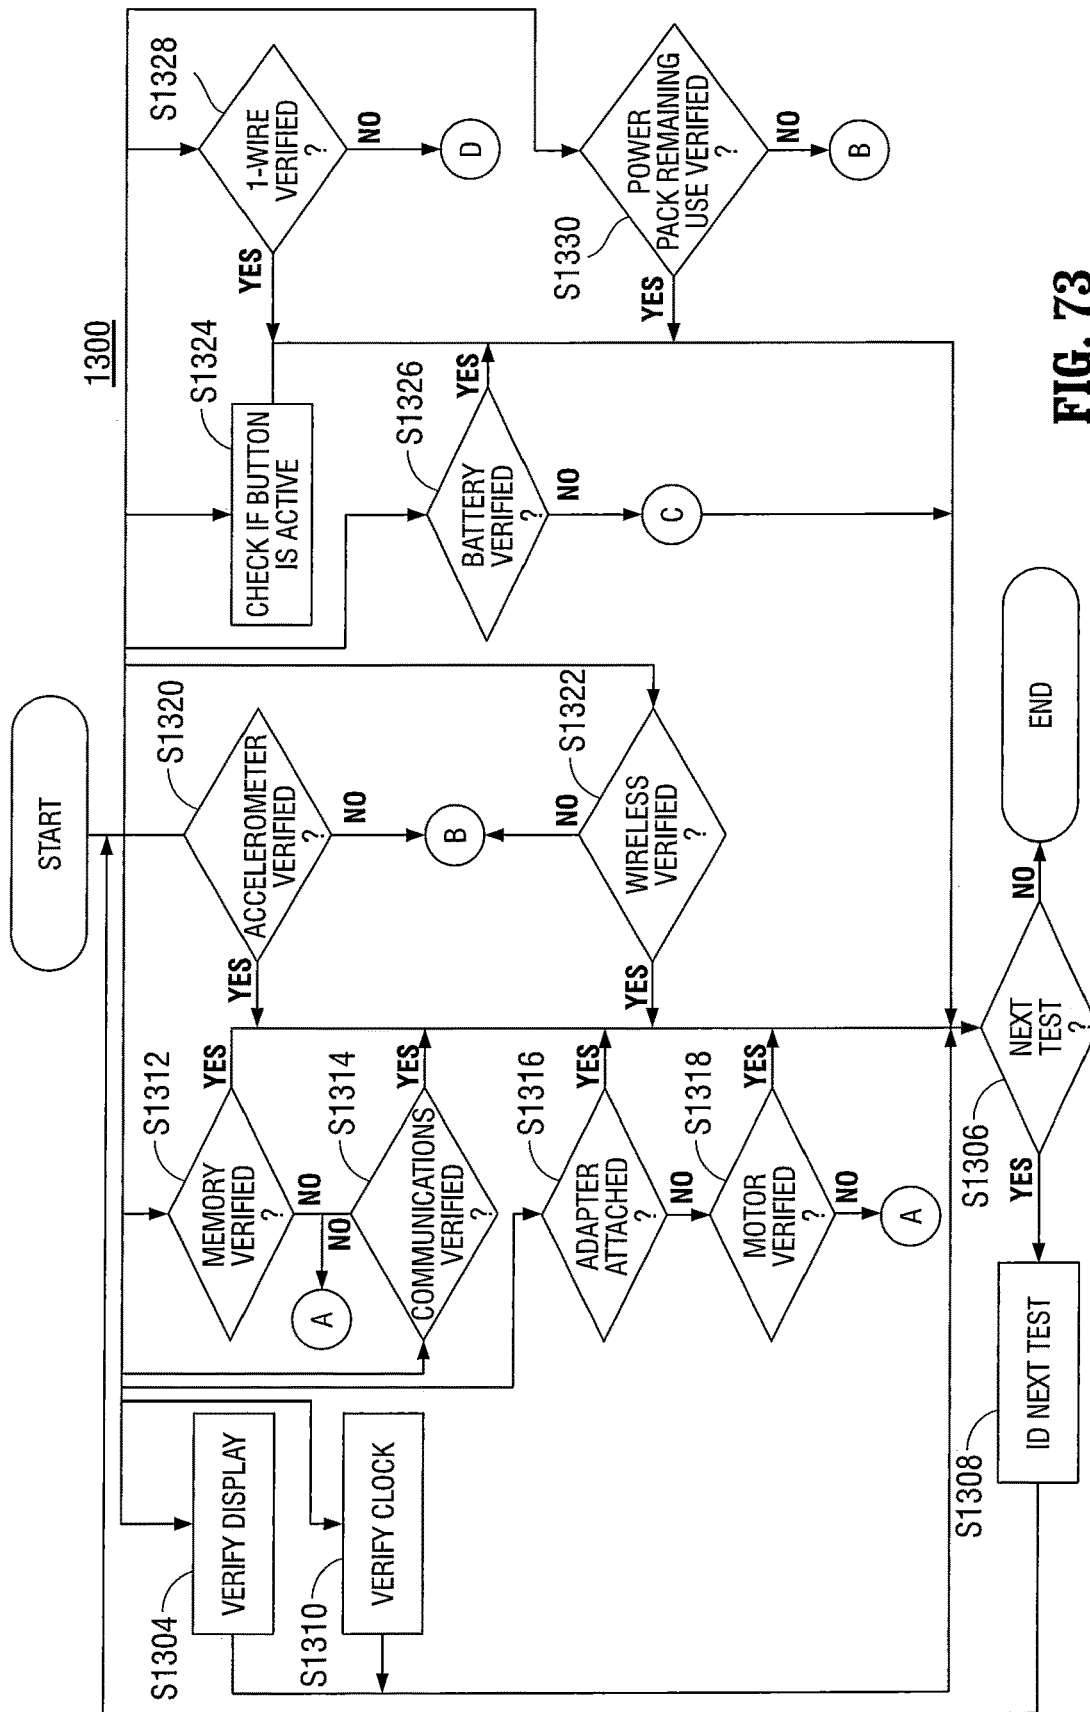 START
1300
S1304
VERIFY DISPLAY
S1310
VERIFY CLOCK
S1312
MEMORY
VERIFIED
?
YES
NO
A
S1314
COMMUNICATIONS
VERIFIED
?
YES
NO
S1316
ADAPTER
ATTACHED
?
YES
NO
S1318
MOTOR
VERIFIED
?
YES
NO
A
S1320
ACCELEROMETER
VERIFIED
?
YES
NO
B
S1322
WIRELESS
VERIFIED
?
NO
YES
S1324
CHECK IF BUTTON
IS ACTIVE
S1326
BATTERY
VERIFIED
?
YES
NO
C
S1328
1-WIRE
VERIFIED
?
YES
NO
D
S1330
POWER
PACK REMAINING
USE VERIFIED
?
YES
NO
B
S1306
NEXT
TEST
?
YES
NO
S1308
ID NEXT TEST
END
FIG. 73